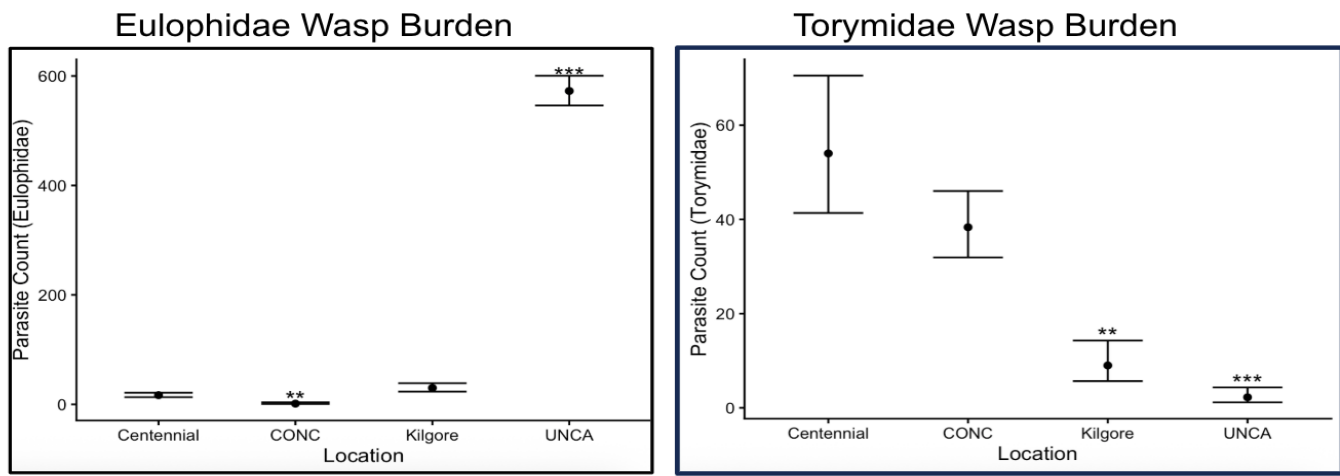 Eulophidae Wasp Burden
Parasite Count (Eulophidae)
600
400
200
0
***
**
Centennial CONC Kilgore UNCA
Location
Torymidae Wasp Burden
Parasite Count (Torymidae)
60
40
20
0
**
***
Centennial CONC Kilgore UNCA
Location